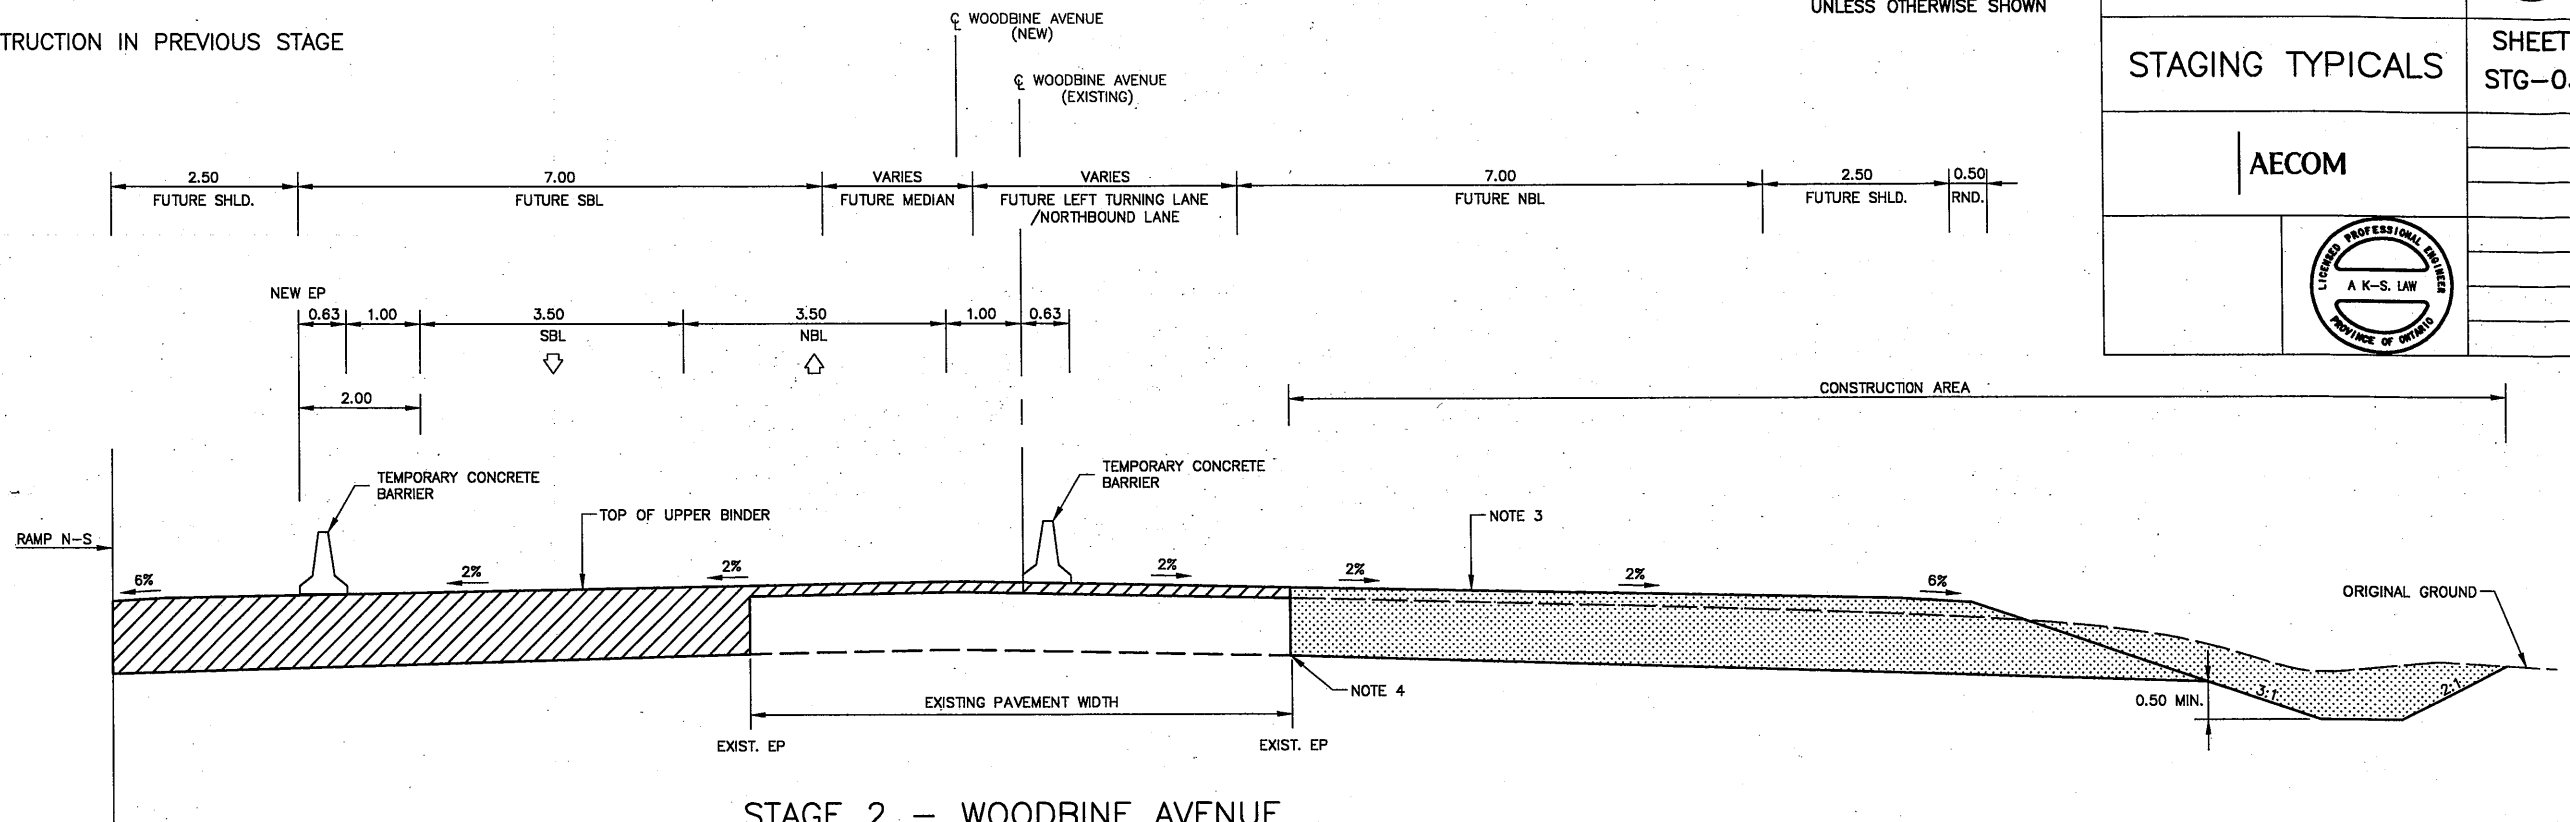 UNLESS OTHERWISE SHOWN
TRUCTION IN PREVIOUS STAGE
℄ WOODBINE AVENUE
(NEW)
℄ WOODBINE AVENUE
(EXISTING)
STAGING TYPICALS
SHEET
STG-0
AECOM
LICENSED PROFESSIONAL ENGINEER
A K-S. LAW
PROVINCE OF ONTARIO
2.50
7.00
VARIES
VARIES
7.00
2.50
0.50
FUTURE SHLD.
FUTURE SBL
FUTURE MEDIAN
FUTURE LEFT TURNING LANE
/NORTHBOUND LANE
FUTURE NBL
FUTURE SHLD.
RND.
NEW EP
0.63
1.00
3.50
3.50
1.00
0.63
SBL
NBL
2.00
CONSTRUCTION AREA
TEMPORARY CONCRETE
BARRIER
TEMPORARY CONCRETE
BARRIER
TOP OF UPPER BINDER
NOTE 3
RAMP N-S
6%
2%
2%
2%
2%
2%
6%
ORIGINAL GROUND
NOTE 4
3:1
2:1
0.50 MIN.
EXISTING PAVEMENT WIDTH
EXIST. EP
EXIST. EP
STAGE 2 - WOODBINE AVENUE